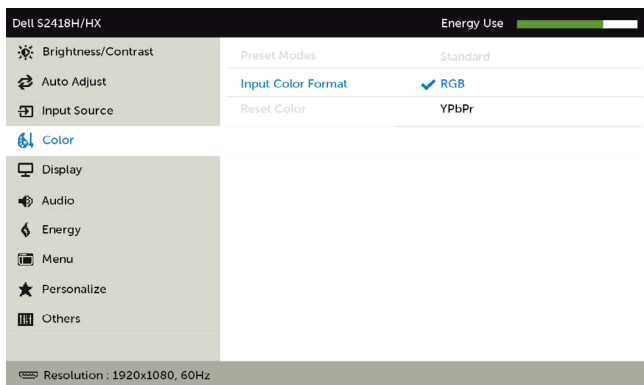 Dell S2418H/HX Energy Use
Brightness/Contrast Preset Modes Standard
Auto Adjust Input Color Format RGB
Input Source Reset Color YPbPr
Color
Display
Audio
Energy
Menu
Personalize
Others
Resolution : 1920x1080, 60Hz